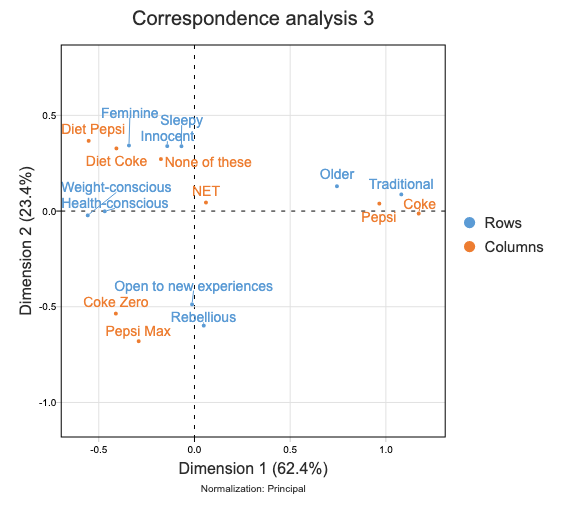 Correspondence analysis 3
Feminine
Sleepy
Diet Pepsi
Innocent
Diet Coke
None of these
Older
Traditional
Weight-conscious
NET
Health-conscious
Coke
Pepsi
Open to new experiences
Coke Zero
Rebellious
Pepsi Max
0.5
0.0
-0.5
-1.0
Dimension 2 (23.4%)
-0.5 0.0 0.5 1.0
Dimension 1 (62.4%)
Normalization: Principal
Rows
Columns